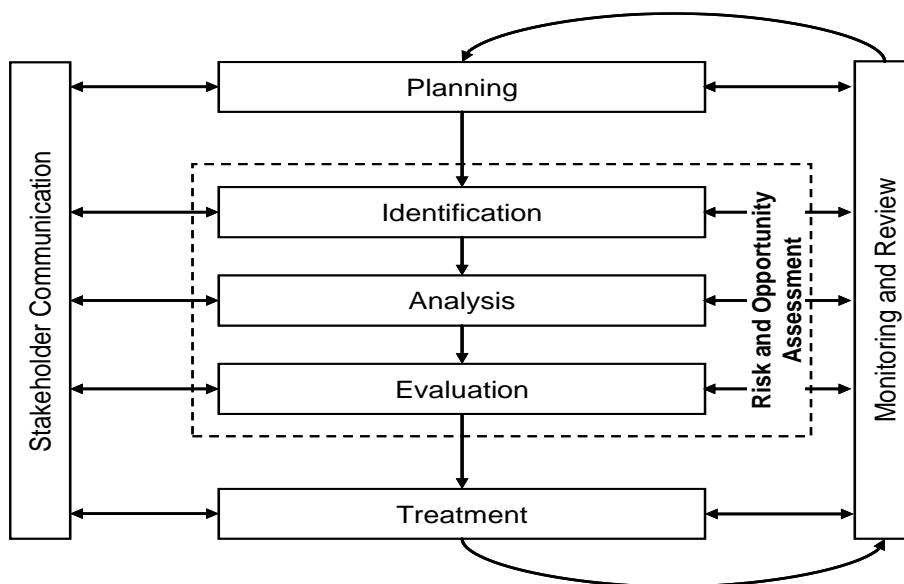 Planning
Stakeholder Communication
Identification
Analysis
Evaluation
Risk and Opportunity
Assessment
Monitoring and Review
Treatment